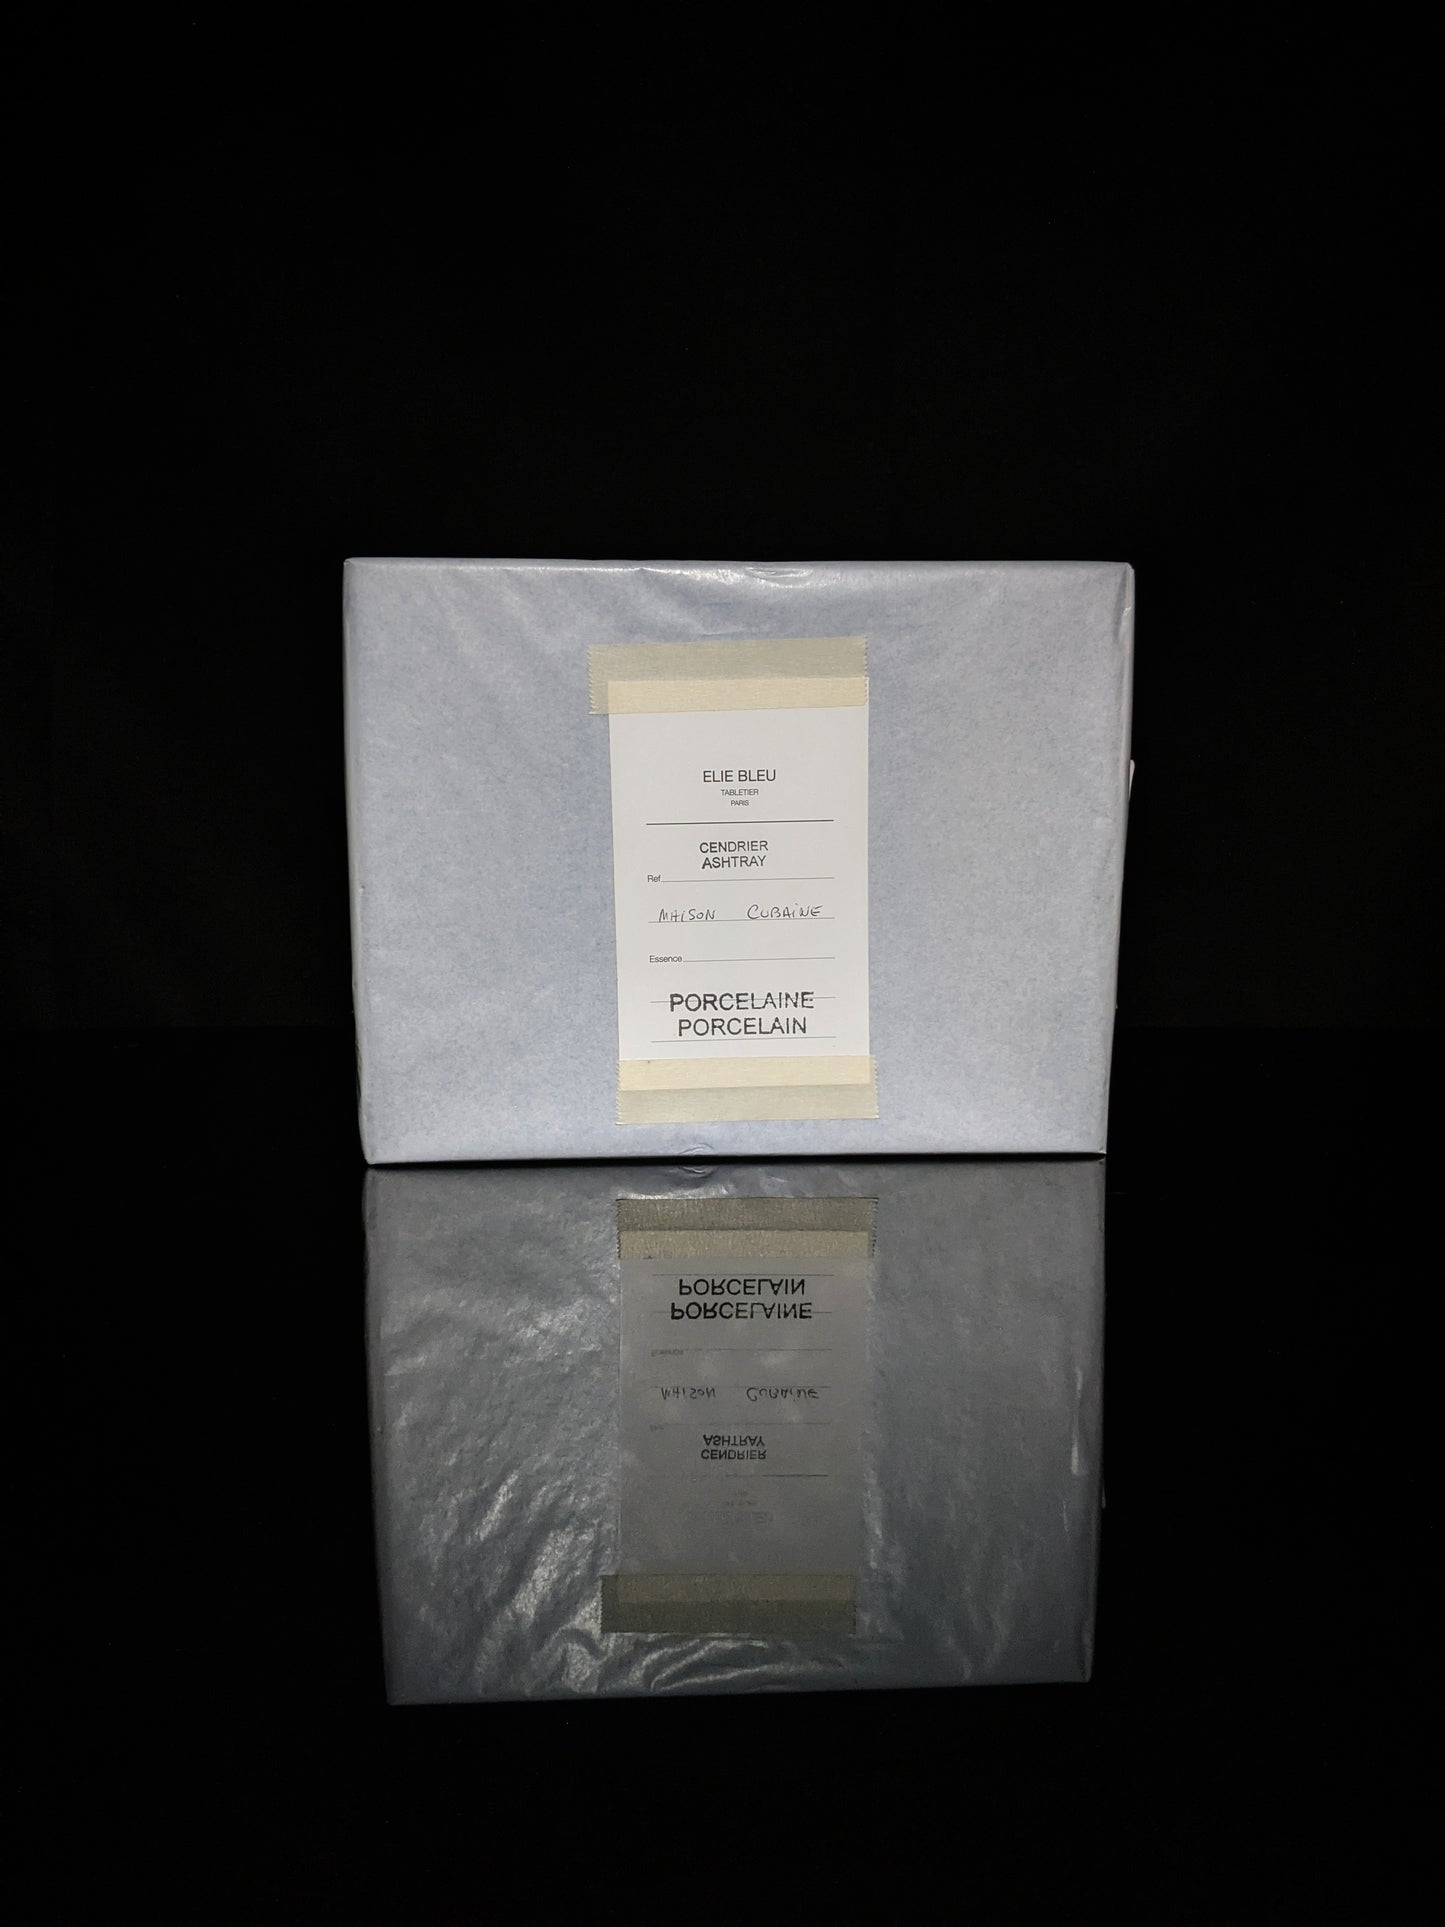 ELIE BLEU
TABLETIER
PARIS
CENDRIER
ASHTRAY
Ref.
MAISON CUBAINE
Essence
PORCELAINE
PORCELAIN